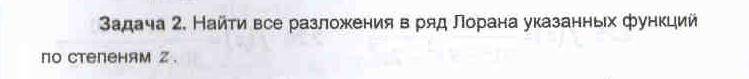 Задача 2. Найти все разложения в ряд Лорана указанных функций
по степеням z.